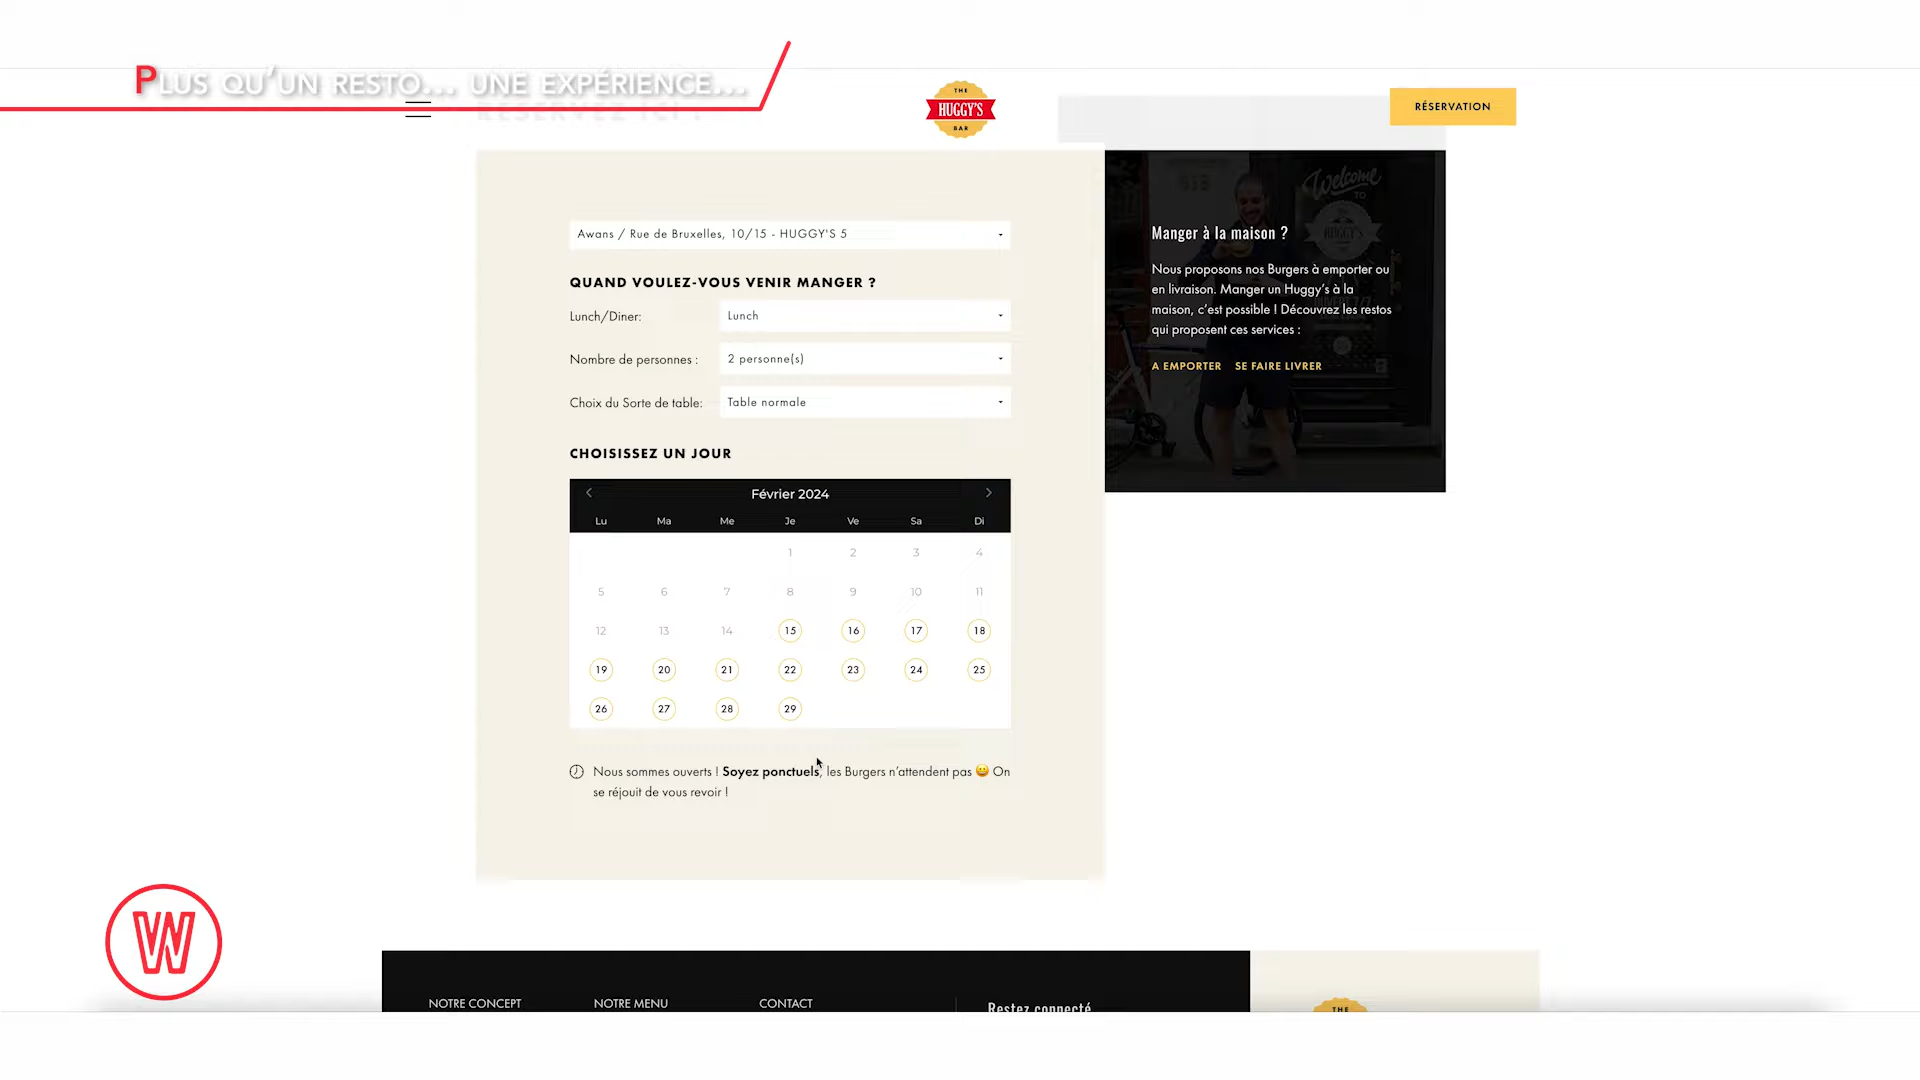 PLUS QU'UN RESTO... UNE EXPÉRIENCE...
RÉSERVEZ ICI !
THE
HUGGY'S
BAR
RÉSERVATION
Awans / Rue de Bruxelles, 10/15 - HUGGY'S 5
QUAND VOULEZ-VOUS VENIR MANGER ?
Lunch/Diner:
Lunch
Nombre de personnes :
2 personne(s)
Choix du Sorte de table:
Table normale
CHOISISSEZ UN JOUR
Février 2024
Lu Ma Me Je Ve Sa Di
1 2 3 4
5 6 7 8 9 10 11
12 13 14 15 16 17 18
19 20 21 22 23 24 25
26 27 28 29
Nous sommes ouverts ! Soyez ponctuels, les Burgers n'attendent pas 😀 On
se réjouit de vous revoir !
Welcome
TO
HUGGY'S
Manger à la maison ?
Nous proposons nos Burgers à emporter ou
en livraison. Manger un Huggy's à la
maison, c'est possible ! Découvrez les restos
qui proposent ces services :
A EMPORTER SE FAIRE LIVRER
W
NOTRE CONCEPT
NOTRE MENU
CONTACT
Restez connecté
THE